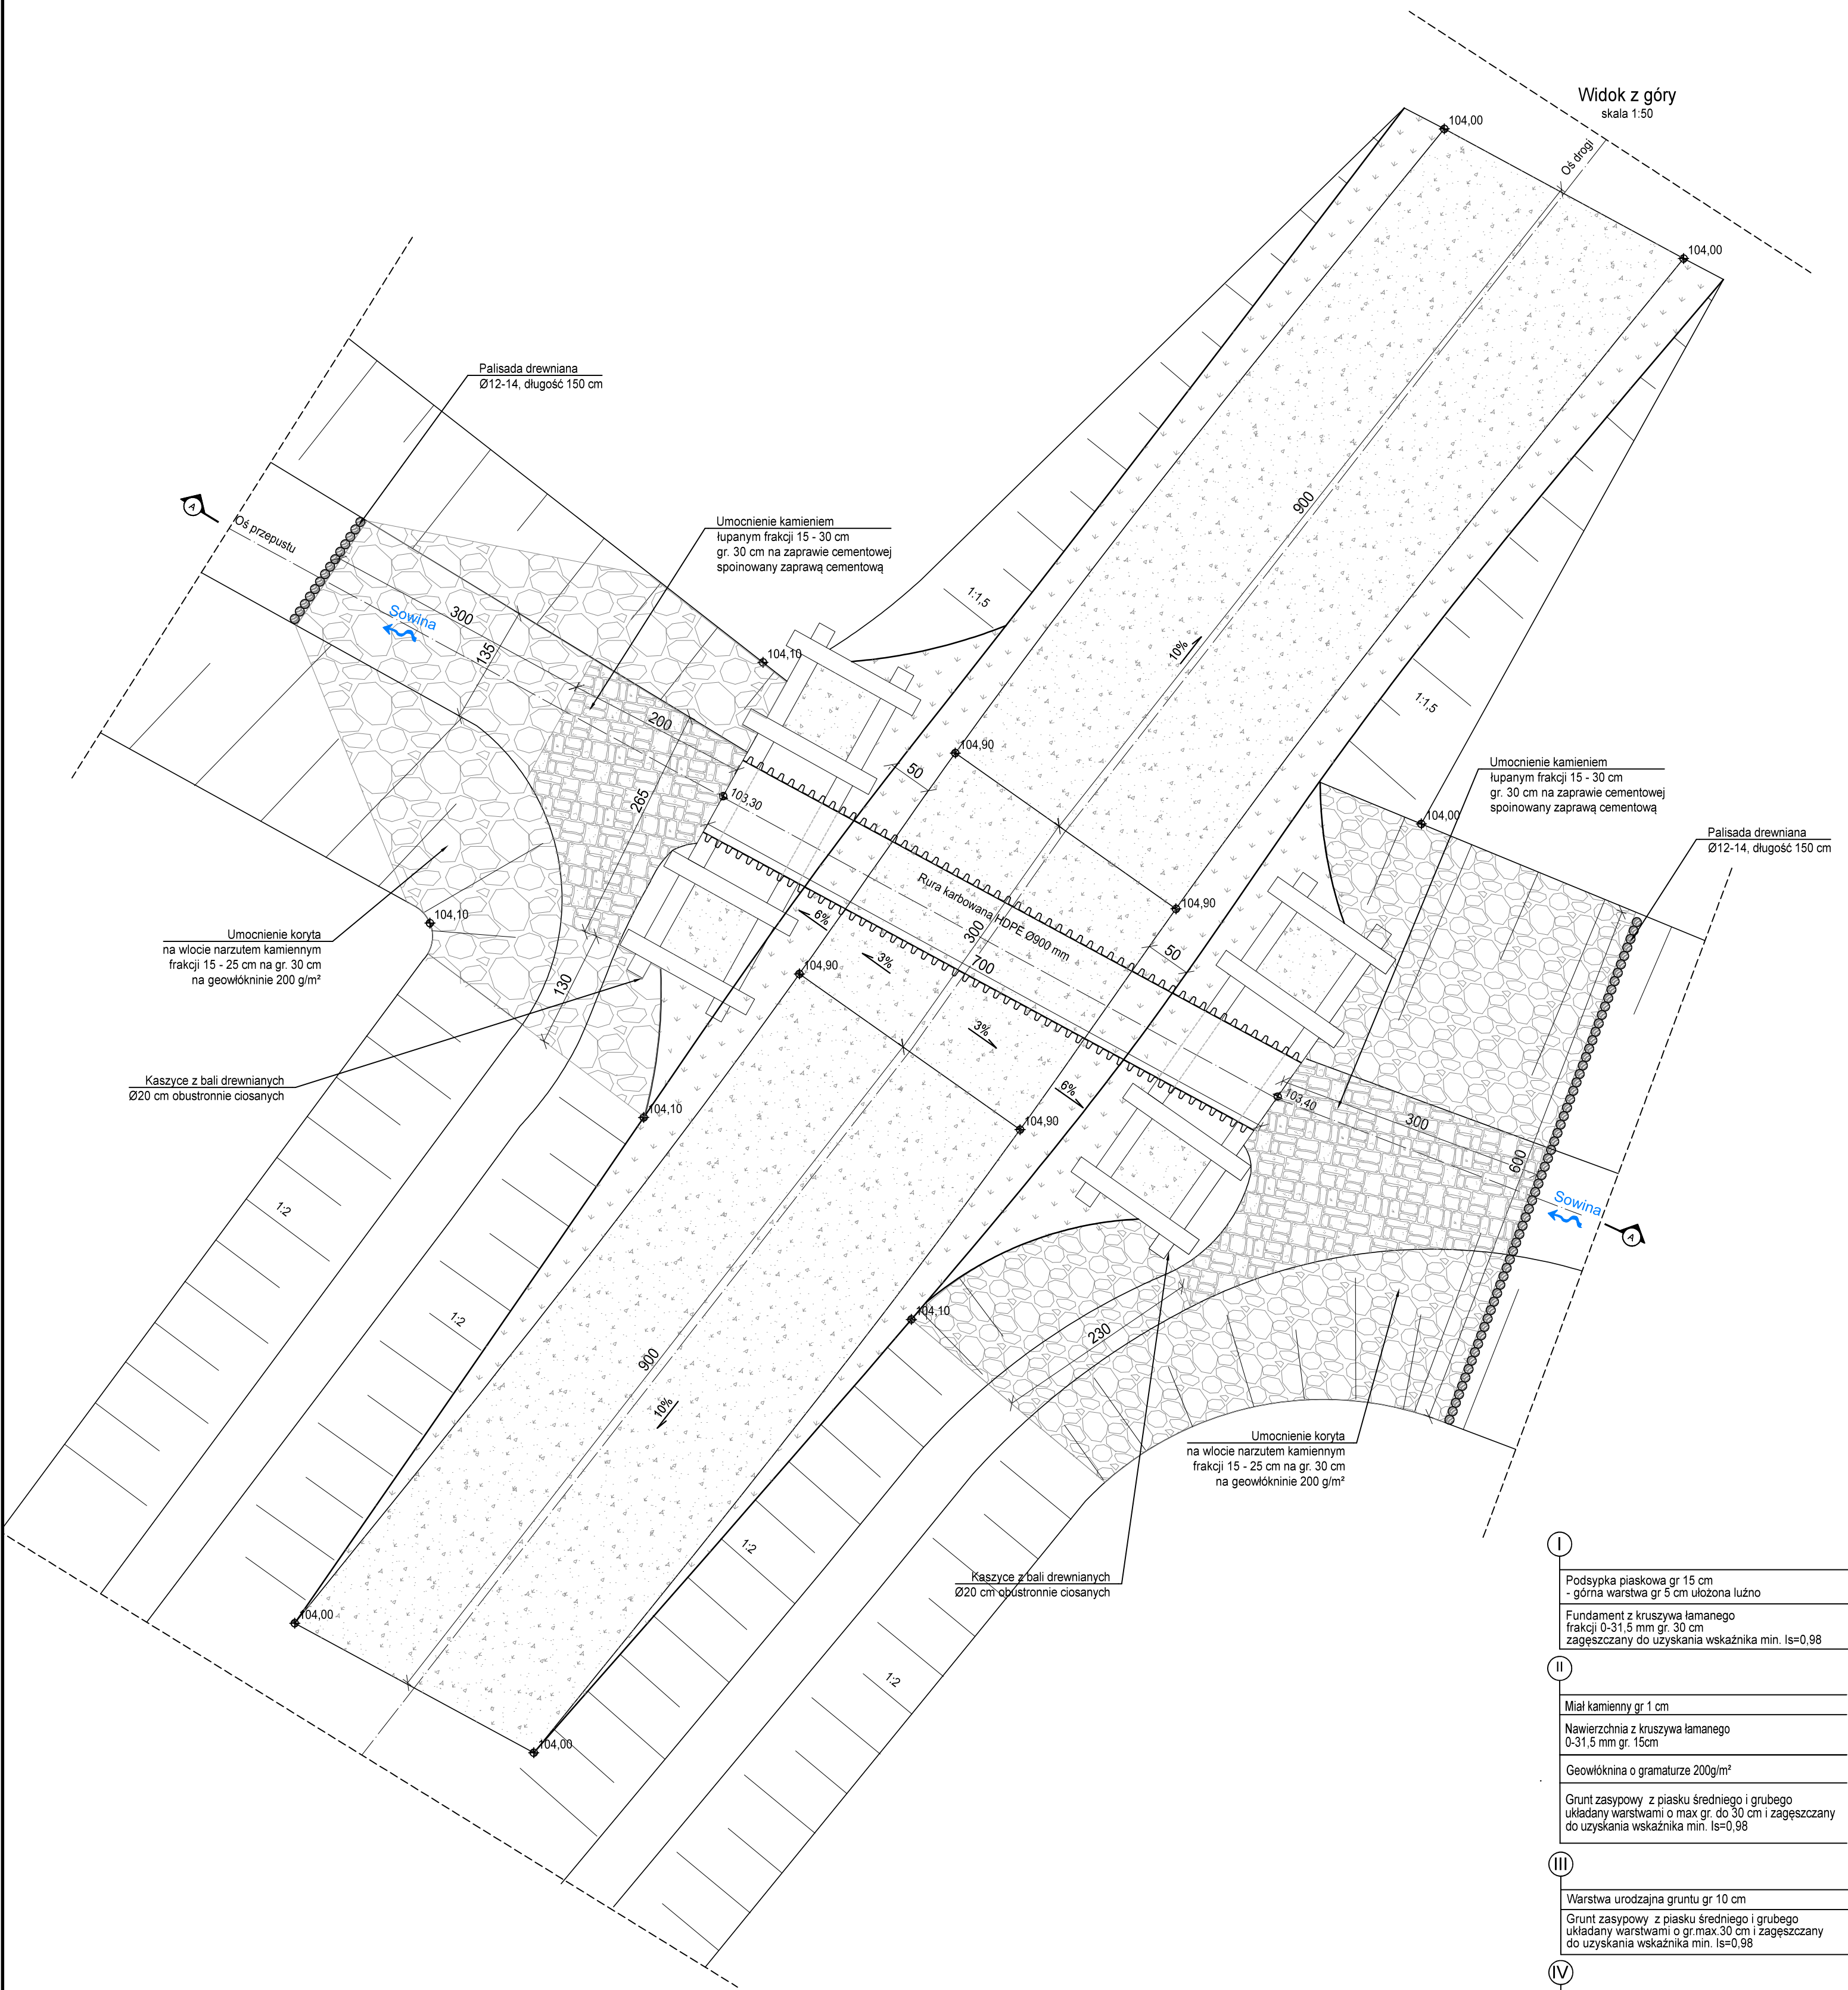 Widok z góry
skala 1:50
104,00
Oś drogi
104,00
Palisada drewniana
Ø12-14, długość 150 cm
A
Oś przepustu
Umocnienie kamieniem
łupanym frakcji 15 - 30 cm
gr. 30 cm na zaprawie cementowej
spoinowany zaprawą cementową
900
Sowina
300
135
1:1,5
10%
104,10
1:1,5
200
104,90
50
Umocnienie kamieniem
łupanym frakcji 15 - 30 cm
gr. 30 cm na zaprawie cementowej
spoinowany zaprawą cementową
103,30
265
104,00
Palisada drewniana
Ø12-14, długość 150 cm
Rura karbowana HDPE Ø900 mm
104,10
6%
104,90
300
700
50
Umocnienie koryta
na wlocie narzutem kamiennym
frakcji 15 - 25 cm na gr. 30 cm
na geowłókninie 200 g/m²
3%
104,90
130
3%
Kaszyce z bali drewnianych
Ø20 cm obustronnie ciosanych
6%
103,40
104,10
104,90
300
600
Sowina
A
1:2
1:2
104,10
230
900
10%
Umocnienie koryta
na wlocie narzutem kamiennym
frakcji 15 - 25 cm na gr. 30 cm
na geowłókninie 200 g/m²
1:2
Kaszyce z bali drewnianych
Ø20 cm obustronnie ciosanych
104,00
1:2
104,00
I
Podsypka piaskowa gr 15 cm
- górna warstwa gr 5 cm ułożona luźno
Fundament z kruszywa łamanego
frakcji 0-31,5 mm gr. 30 cm
zagęszczany do uzyskania wskaźnika min. Is=0,98
II
Miał kamienny gr 1 cm
Nawierzchnia z kruszywa łamanego
0-31,5 mm gr. 15cm
Geowłóknina o gramaturze 200g/m²
Grunt zasypowy z piasku średniego i grubego
układany warstwami o max gr. do 30 cm i zagęszczany
do uzyskania wskaźnika min. Is=0,98
III
Warstwa urodzajna gruntu gr 10 cm
Grunt zasypowy z piasku średniego i grubego
układany warstwami o gr.max.30 cm i zagęszczany
do uzyskania wskaźnika min. Is=0,98
IV